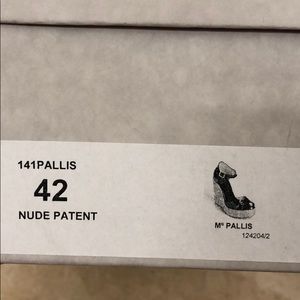 141PALLIS
42
NUDE PATENT
Mº PALLIS
124204/2